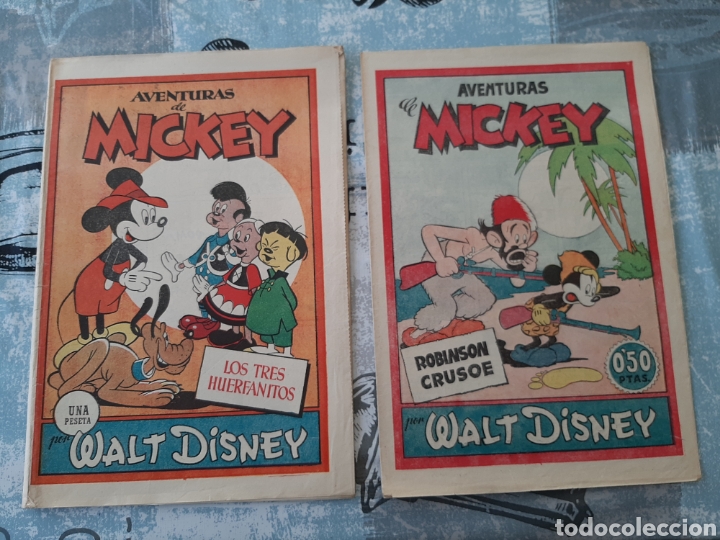 AVENTURAS
de
MICKEY
LOS TRES
HUERFANITOS
UNA
PESETA
por
WALT DISNEY
AVENTURAS
de
MICKEY
ROBINSON
CRUSOE
0'50
PTAS.
por
WALT DISNEY
todocoleccion